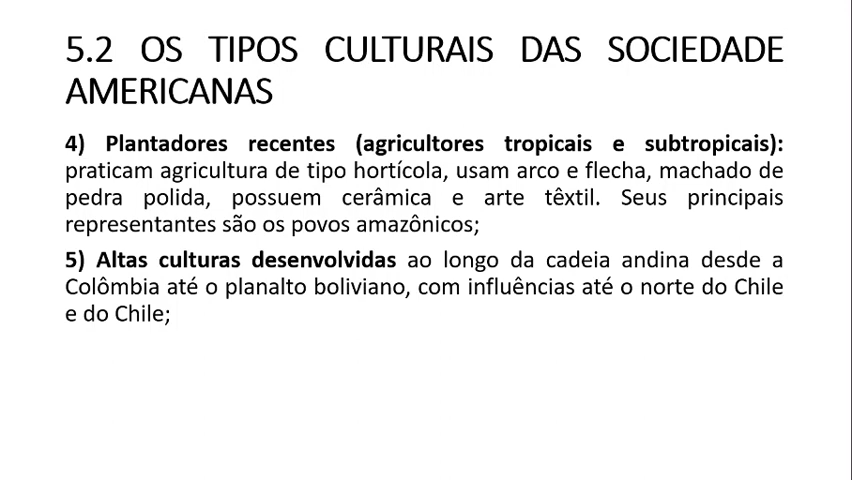 5.2 OS TIPOS CULTURAIS DAS SOCIEDADE
AMERICANAS
4) Plantadores recentes (agricultores tropicais e subtropicais):
praticam agricultura de tipo hortícola, usam arco e flecha, machado de
pedra polida, possuem cerâmica e arte têxtil. Seus principais
representantes são os povos amazônicos;
5) Altas culturas desenvolvidas ao longo da cadeia andina desde a
Colômbia até o planalto boliviano, com influências até o norte do Chile
e do Chile;